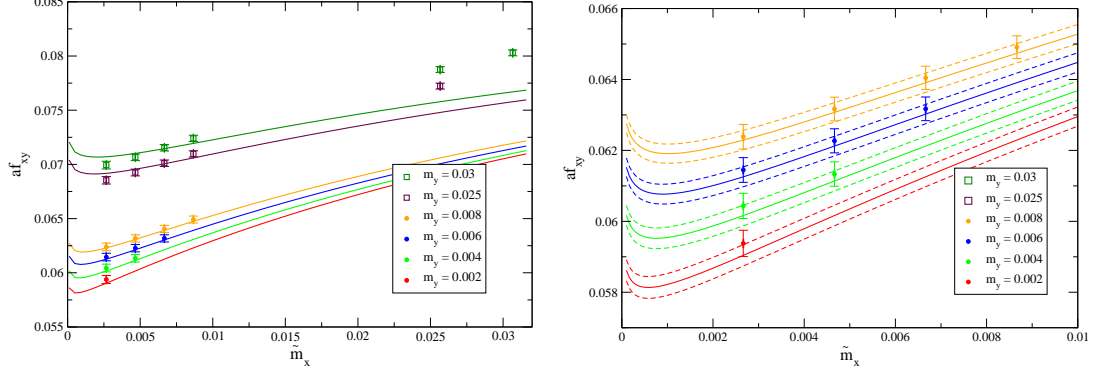 0.085
0.08
0.075
0.07
0.065
0.06
0.055
af_xy
0
0.005
0.01
0.015
0.02
0.025
0.03
m̃_x
m_y = 0.03
m_y = 0.025
m_y = 0.008
m_y = 0.006
m_y = 0.004
m_y = 0.002
0.066
0.064
0.062
0.06
0.058
af_xy
0
0.002
0.004
0.006
0.008
0.01
m̃_x
m_y = 0.03
m_y = 0.025
m_y = 0.008
m_y = 0.006
m_y = 0.004
m_y = 0.002